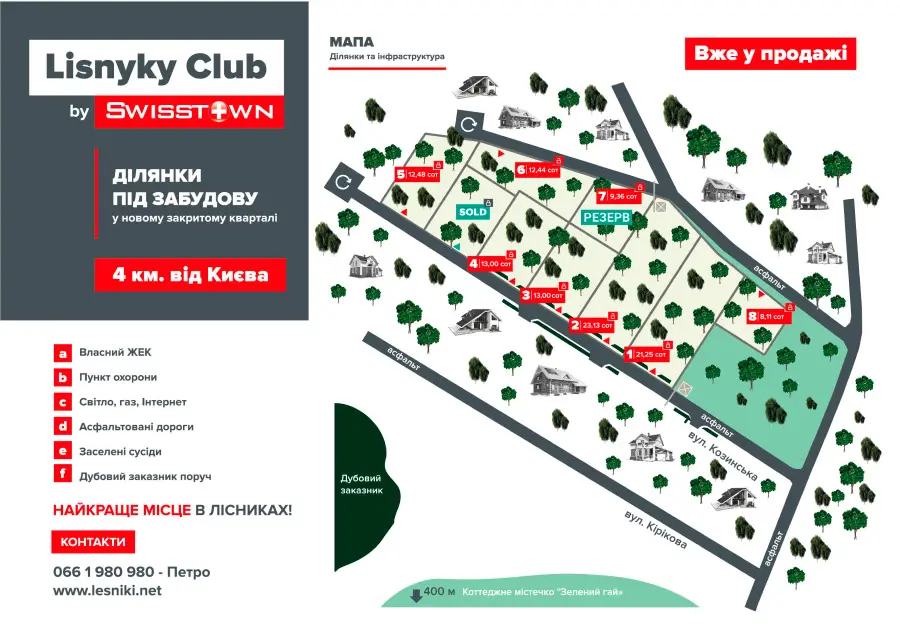 Lisnyky Club
by SWISSTOWN
ДІЛЯНКИ
ПІД ЗАБУДОВУ
у новому закритому кварталі
4 км. від Києва
a Власний ЖЕК
b Пункт охорони
c Світло, газ, Інтернет
d Асфальтовані дороги
e Заселені сусіди
f Дубовий заказник поруч
НАЙКРАЩЕ МІСЦЕ В ЛІСНИКАХ!
КОНТАКТИ
066 1 980 980 - Петро
www.lesniki.net
МАПА
Ділянки та інфраструктура
Вже у продажі
5 12,48 сот
6 12,44 сот
7 9,36 сот
SOLD
РЕЗЕРВ
4 13,00 сот
3 13,00 сот
2 23,13 сот
1 21,25 сот
8 8,11 сот
асфальт
асфальт
асфальт
асфальт
вул. Козинська
вул. Кірікова
Дубовий
заказник
400 м Коттеджне містечко "Зелений гай»